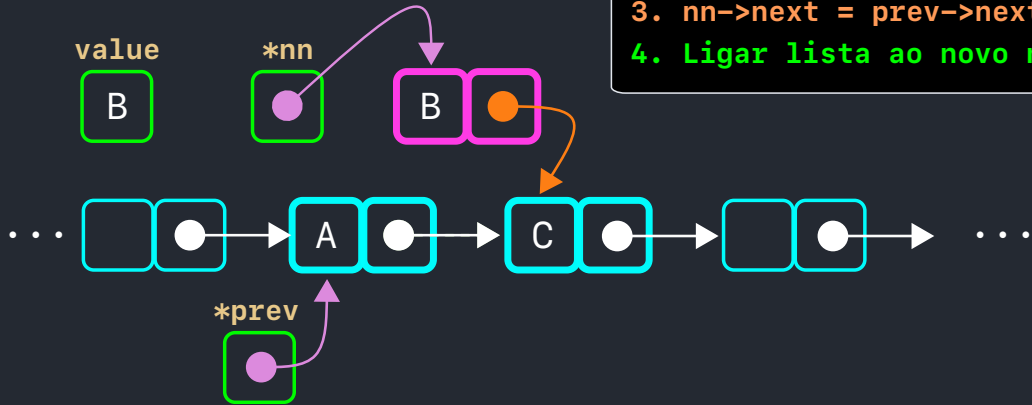 3. nn->next = prev->next
4. Ligar lista ao novo
value
*nn
B
B
...
A
C
...
*prev